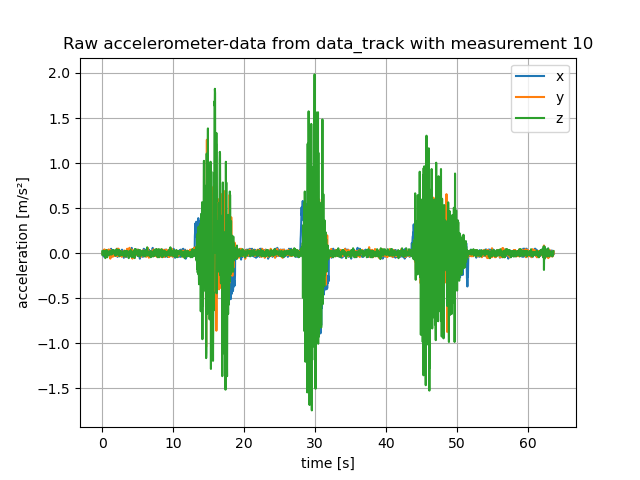 Raw accelerometer-data from data_track with measurement 10
x
y
z
2.0
1.5
1.0
0.5
0.0
−0.5
−1.0
−1.5
acceleration [m/s²]
0 10 20 30 40 50 60
time [s]